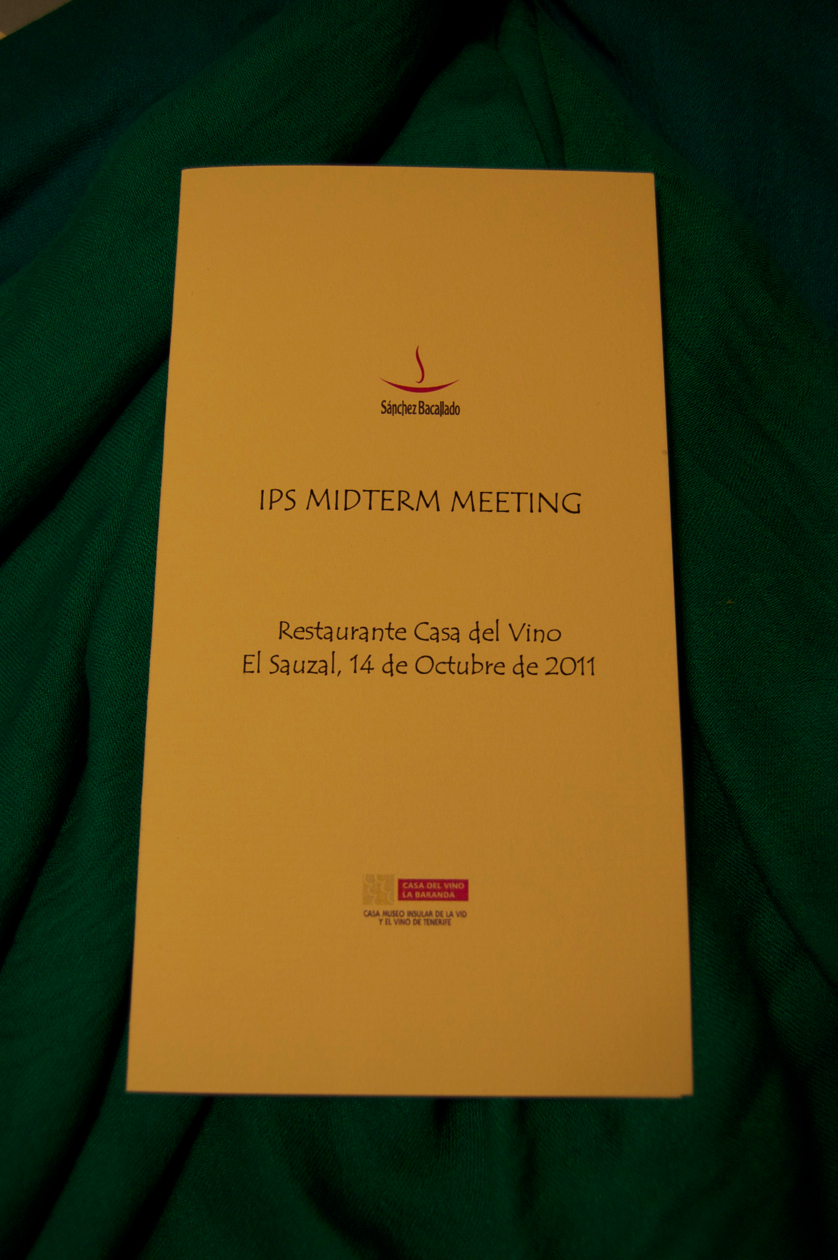 Sánchez Bacallado
IPS MIDTERM MEETING
Restaurante Casa del Vino
El Sauzal, 14 de Octubre de 2011
CASA DEL VINO
LA BARANDA
CASA MUSEO INSULAR DE LA VID
Y EL VINO DE TENERIFE